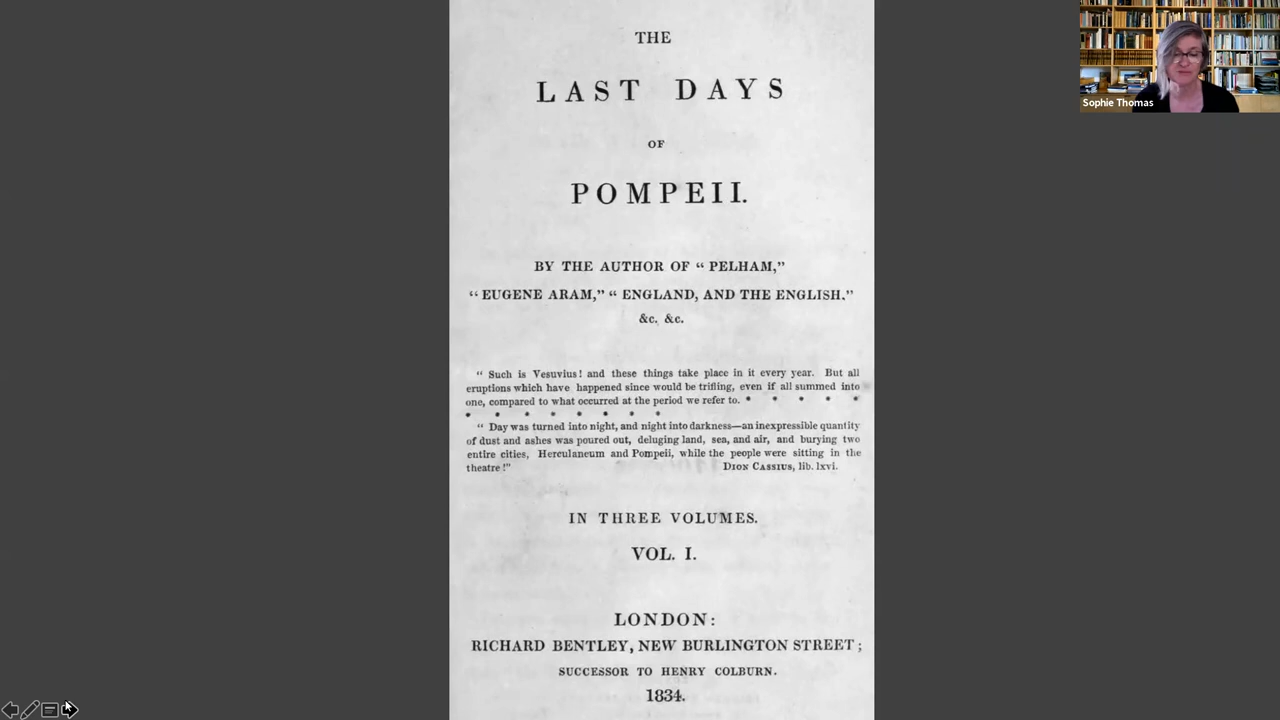 THE
LAST DAYS
OF
POMPEII.
BY THE AUTHOR OF “ PELHAM,”
“ EUGENE ARAM,” “ ENGLAND, AND THE ENGLISH.”
&c. &c.
“ Such is Vesuvius! and these things take place in it every year. But all
eruptions which have happened since would be trifling, even if all summed into
one, compared to what occurred at the period we refer to. * * * * *
* * * * * * * *
“ Day was turned into night, and night into darkness—an inexpressible quantity
of dust and ashes was poured out, deluging land, sea, and air, and burying two
entire cities, Herculaneum and Pompeii, while the people were sitting in the
theatre!” DION CASSIUS, lib. lxvi.
IN THREE VOLUMES.
VOL. I.
LONDON:
RICHARD BENTLEY, NEW BURLINGTON STREET;
SUCCESSOR TO HENRY COLBURN.
1834.
Sophie Thomas